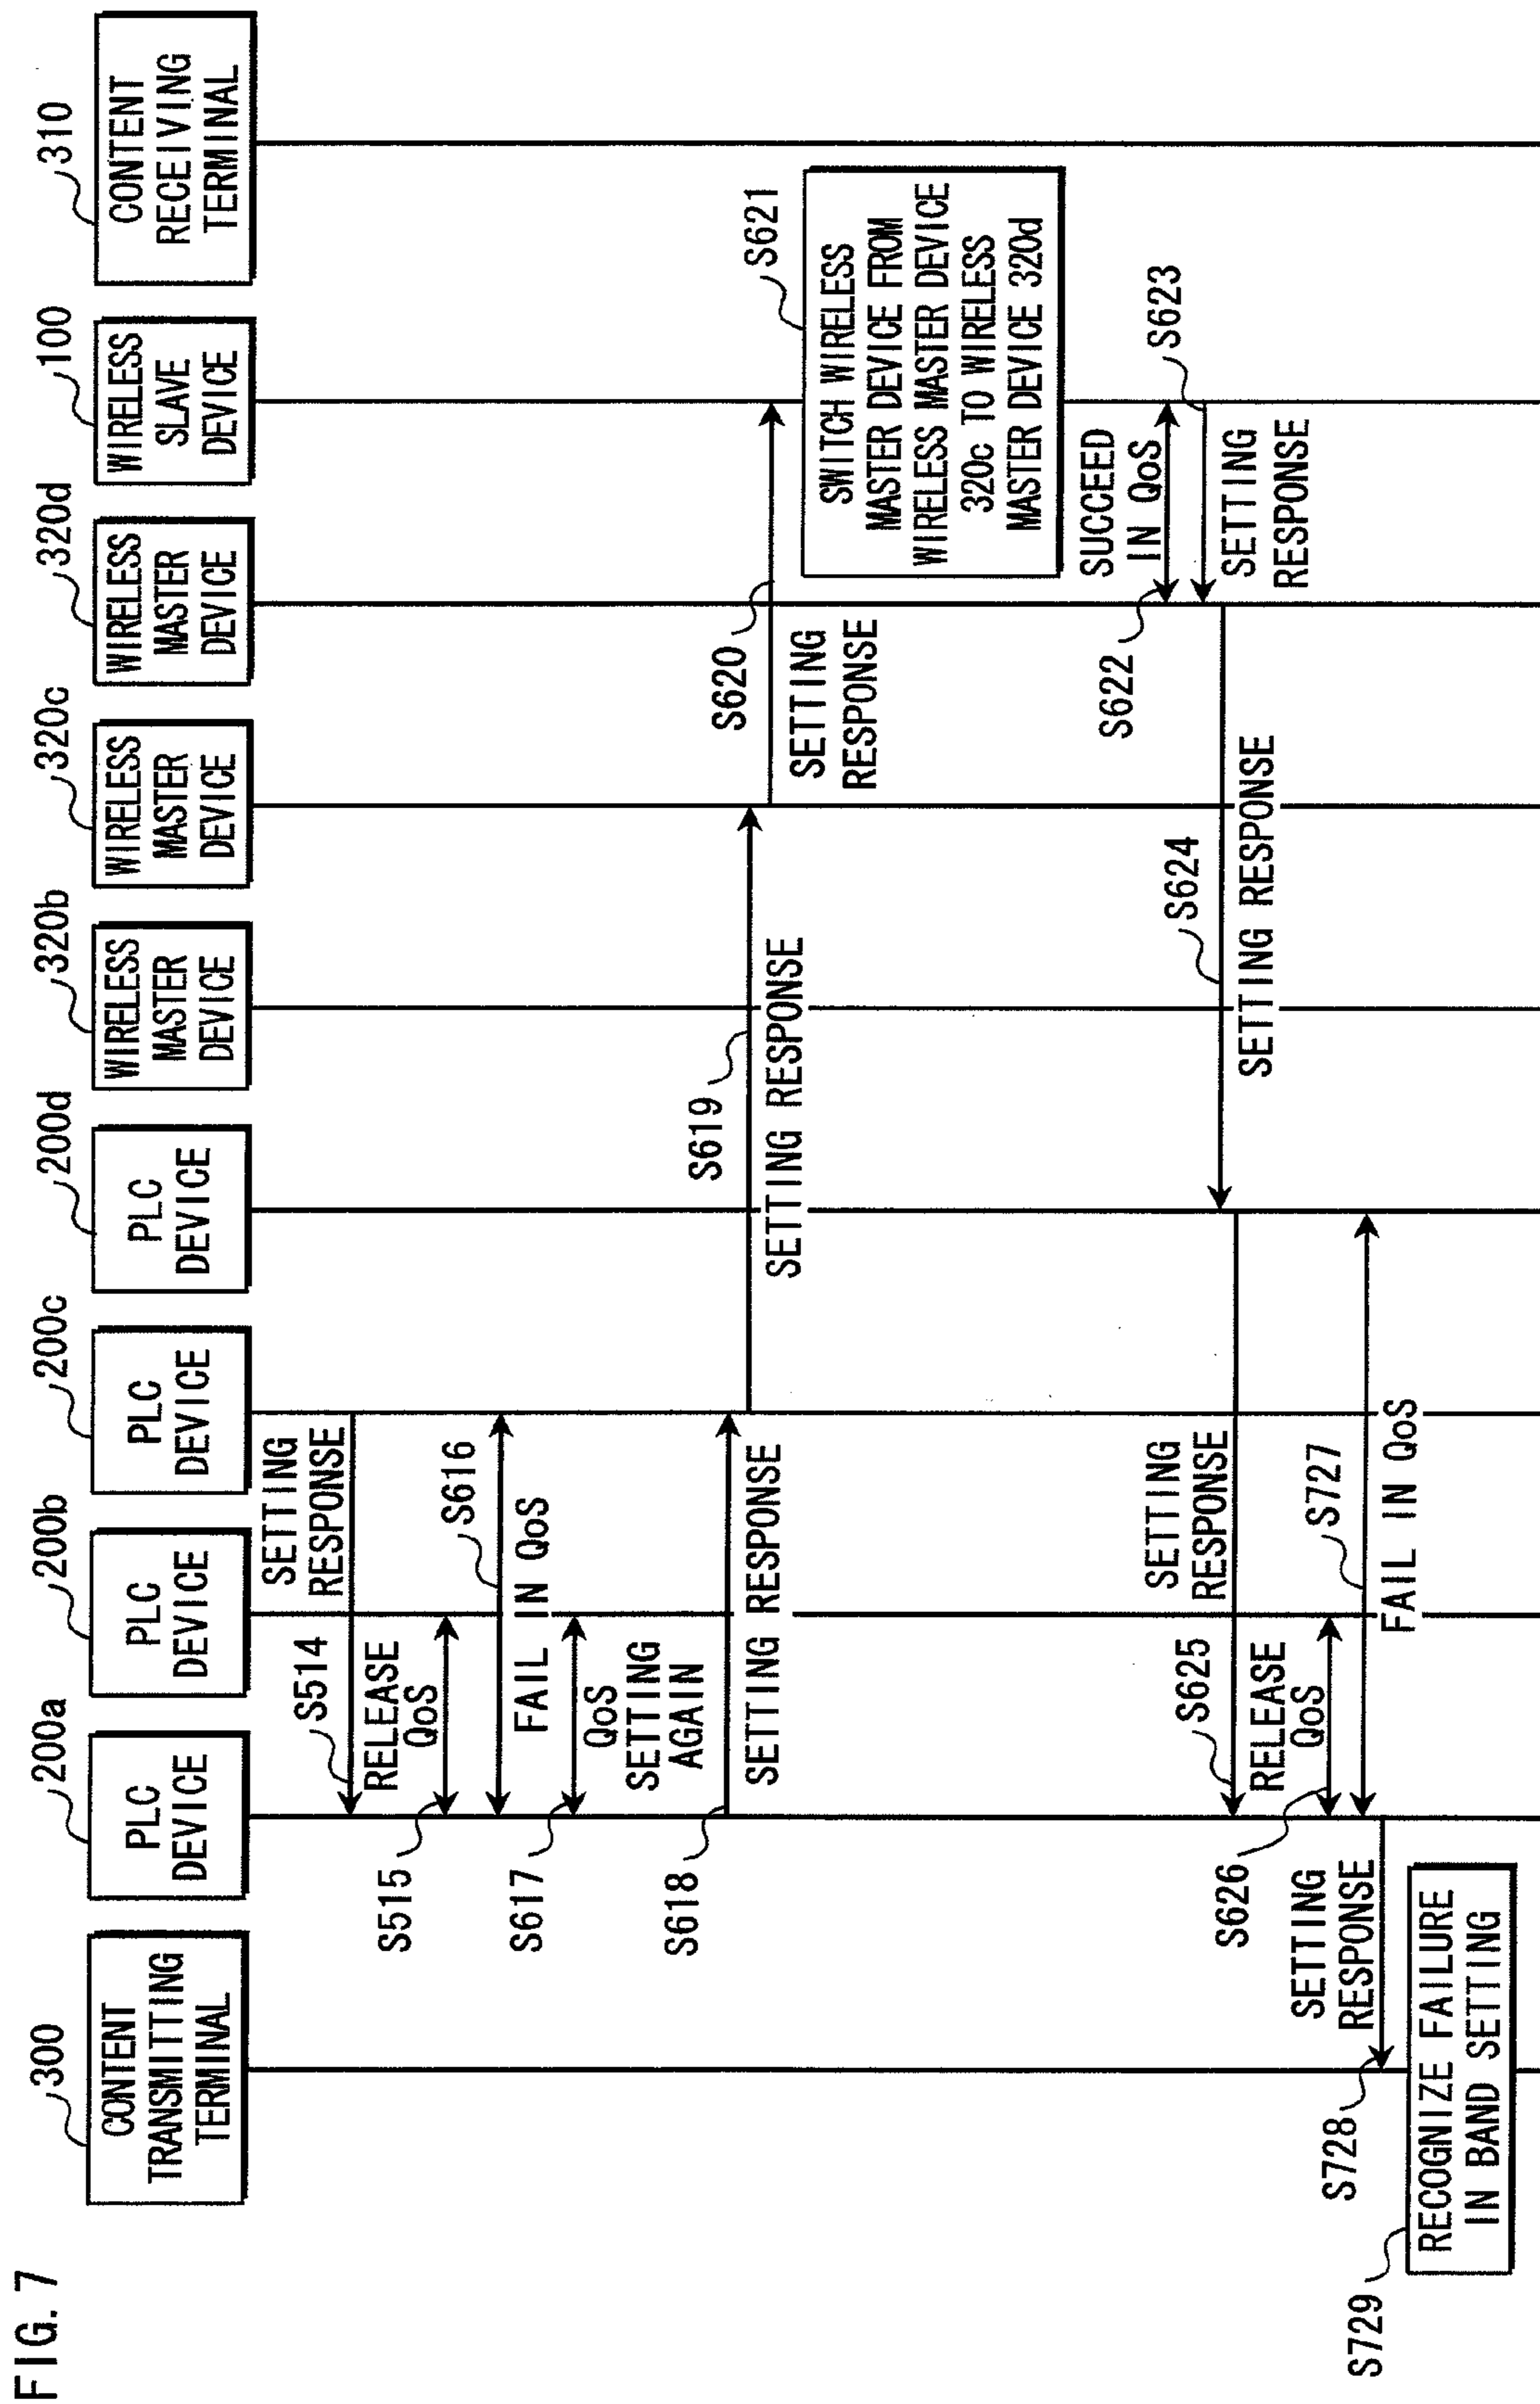 FIG. 7
300
CONTENT
TRANSMITTING
TERMINAL
200a
PLC
DEVICE
200b
PLC
DEVICE
200c
PLC
DEVICE
200d
PLC
DEVICE
320b
WIRELESS
MASTER
DEVICE
320c
WIRELESS
MASTER
DEVICE
320d
WIRELESS
MASTER
DEVICE
100
WIRELESS
SLAVE
DEVICE
310
CONTENT
RECEIVING
TERMINAL
S514
SETTING
RESPONSE
S515
RELEASE
QoS
S616
FAIL IN QoS
S617
QoS
SETTING
AGAIN
S618
SETTING RESPONSE
S619
SETTING RESPONSE
S620
SETTING
RESPONSE
S621
SWITCH WIRELESS
MASTER DEVICE FROM
WIRELESS MASTER DEVICE
320c TO WIRELESS
MASTER DEVICE 320d
S622
SUCCEED
IN QoS
S623
SETTING
RESPONSE
S624
SETTING RESPONSE
S625
SETTING
RESPONSE
S626
RELEASE
QoS
S727
FAIL IN QoS
S728
SETTING
RESPONSE
S729
RECOGNIZE FAILURE
IN BAND SETTING